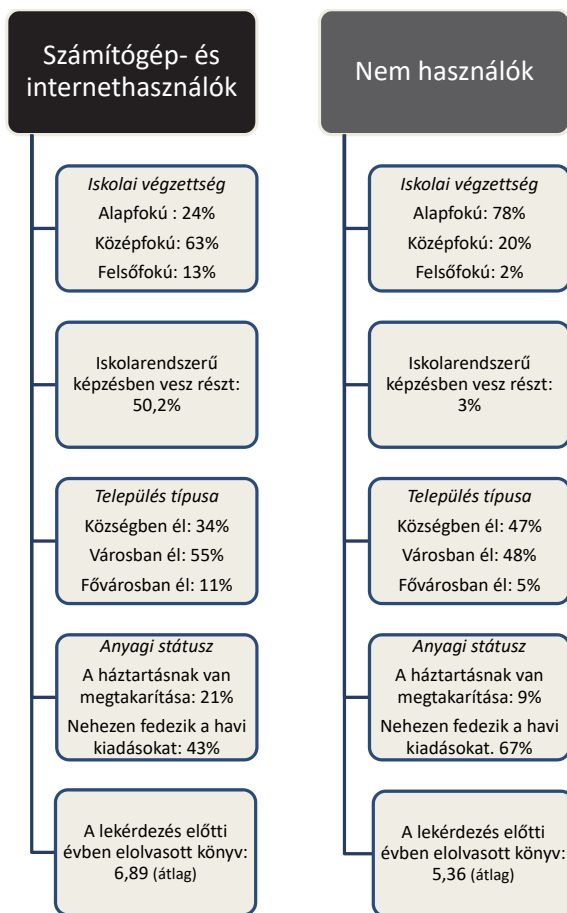 Számítógép- és
internethasználók
Iskolai végzettség
Alapfokú : 24%
Középfokú: 63%
Felsőfokú: 13%
Iskolarendszerű
képzésben vesz részt:
50,2%
Település típusa
Községben él: 34%
Városban él: 55%
Fővárosban él: 11%
Anyagi státusz
A háztartásnak van
megtakarítása: 21%
Nehezen fedezik a havi
kiadásokat: 43%
A lekérdezés előtti
évben elolvasott könyv:
6,89 (átlag)
Nem használók
Iskolai végzettség
Alapfokú: 78%
Középfokú: 20%
Felsőfokú: 2%
Iskolarendszerű
képzésben vesz részt:
3%
Település típusa
Községben él: 47%
Városban él: 48%
Fővárosban él: 5%
Anyagi státusz
A háztartásnak van
megtakarítása: 9%
Nehezen fedezik a havi
kiadásokat. 67%
A lekérdezés előtti
évben elolvasott könyv:
5,36 (átlag)